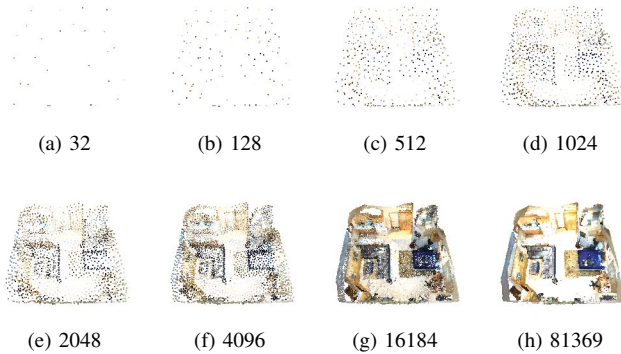 (a) 32
(b) 128
(c) 512
(d) 1024
(e) 2048
(f) 4096
(g) 16184
(h) 81369